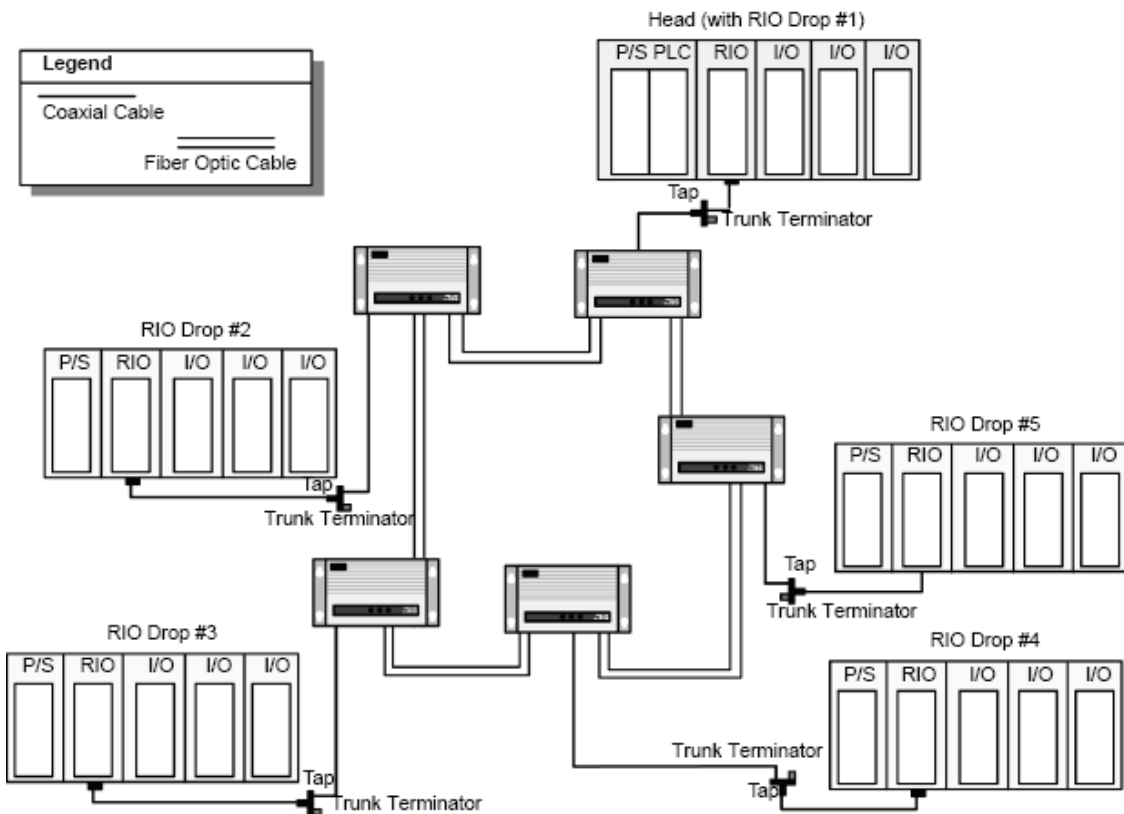 Head (with RIO Drop #1)
P/S PLC RIO I/O I/O I/O
Legend
Coaxial Cable
Fiber Optic Cable
Tap
Trunk Terminator
RIO Drop #2
P/S RIO I/O I/O I/O
Tap
Trunk Terminator
RIO Drop #5
P/S RIO I/O I/O I/O
Tap
Trunk Terminator
RIO Drop #3
P/S RIO I/O I/O I/O
Tap
Trunk Terminator
RIO Drop #4
P/S RIO I/O I/O I/O
Trunk Terminator
Tap